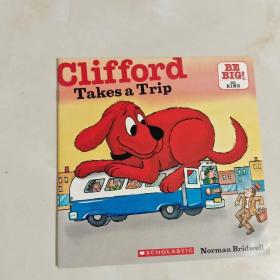 Clifford
Takes a Trip
BE
BIG!
BE
KIND
SCHOLASTIC
Norman Bridwell